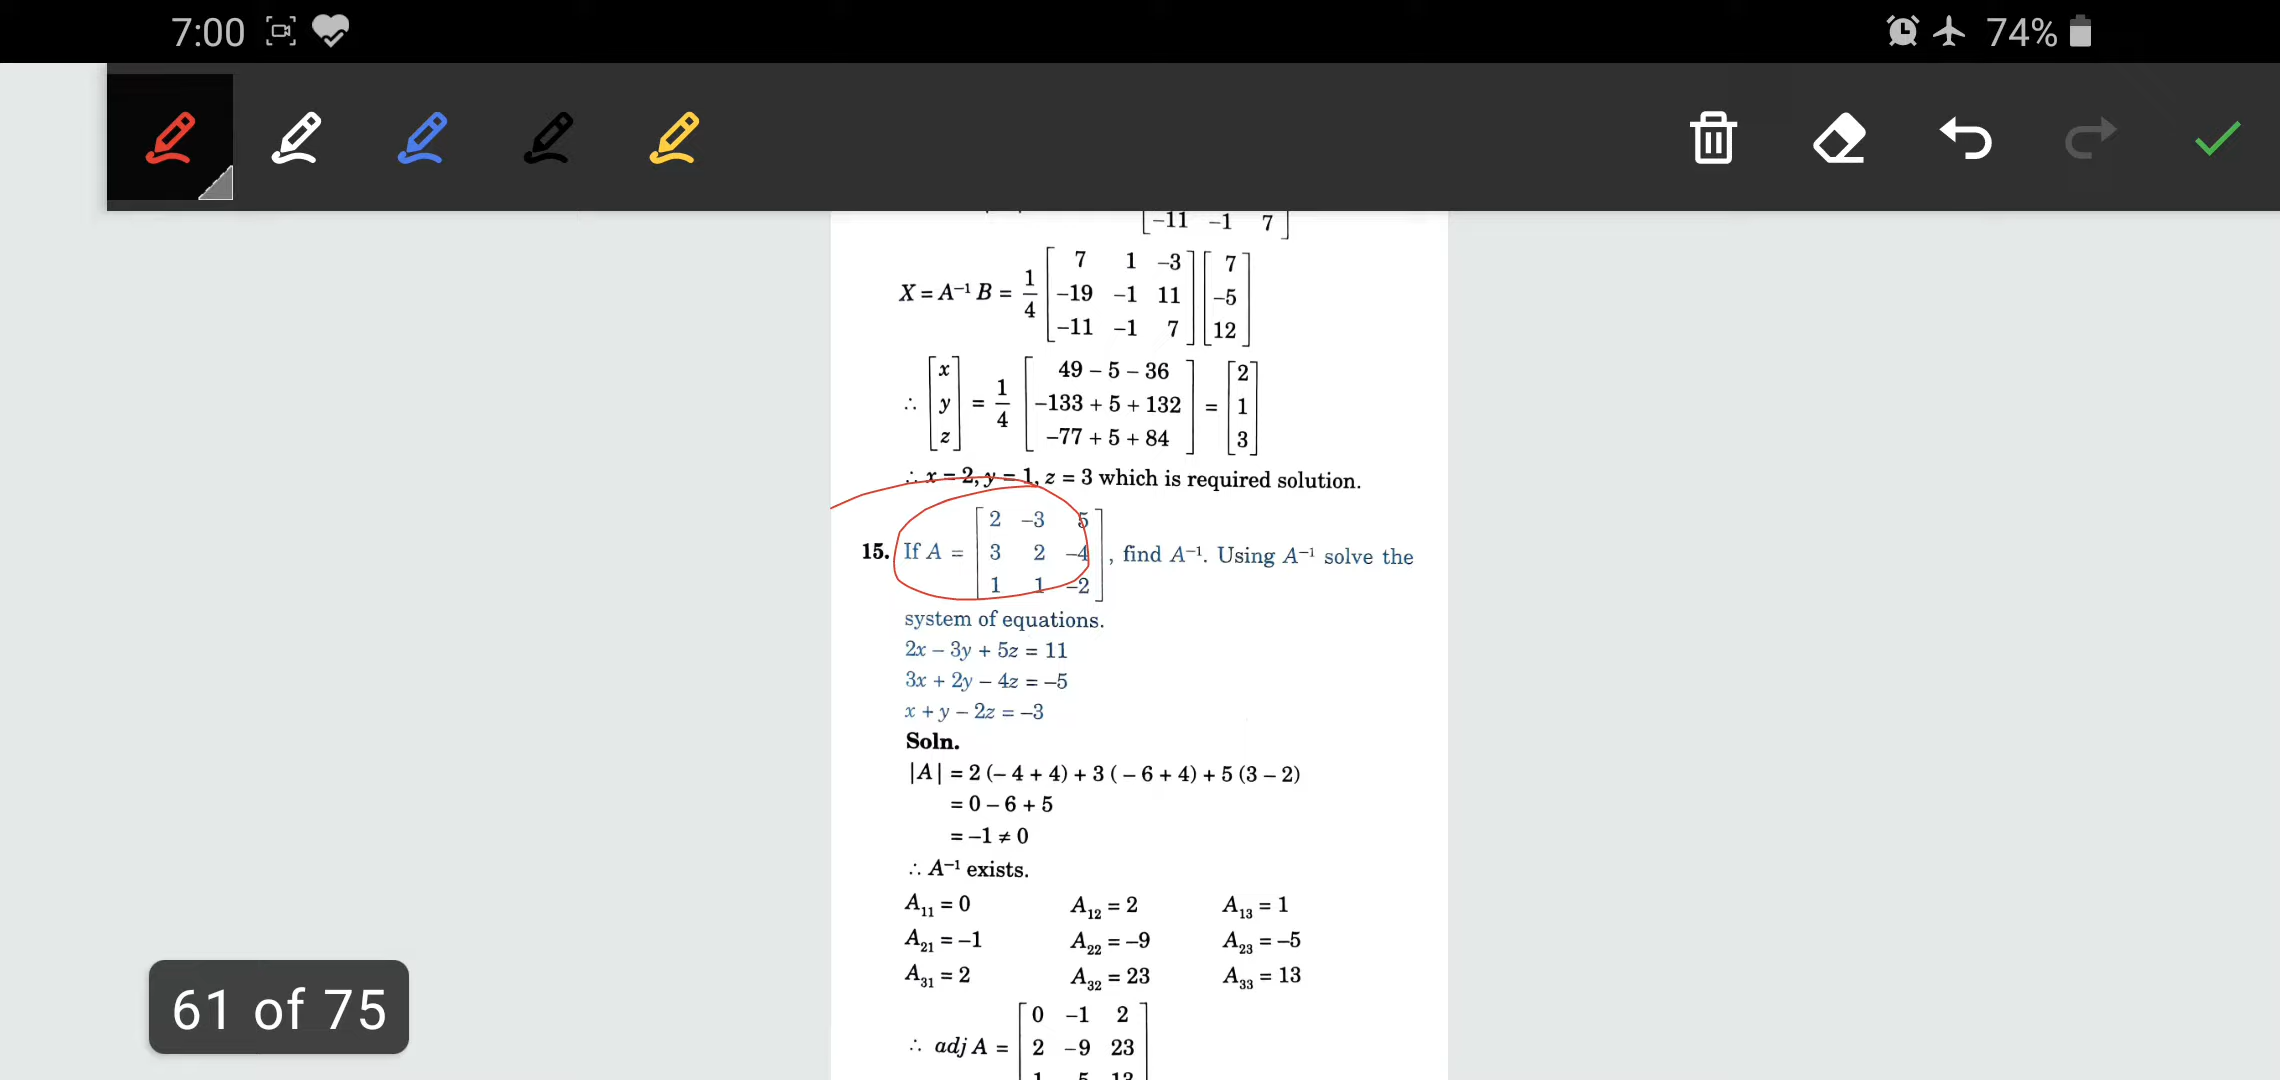 7:00 74%
[-11 -1 7]
X = A⁻¹ B = 1/4 [7 1 -3; -19 -1 11; -11 -1 7] [7; -5; 12]
∴ [x; y; z] = 1/4 [49 – 5 – 36; -133 + 5 + 132; -77 + 5 + 84] = [2; 1; 3]
∴ x = 2, y = 1, z = 3 which is required solution.
15. If A = [2 -3 5; 3 2 -4; 1 1 -2], find A⁻¹. Using A⁻¹ solve the
system of equations.
2x – 3y + 5z = 11
3x + 2y – 4z = –5
x + y – 2z = –3
Soln.
|A| = 2 (– 4 + 4) + 3 ( – 6 + 4) + 5 (3 – 2)
= 0 – 6 + 5
= –1 ≠ 0
∴ A⁻¹ exists.
A₁₁ = 0 A₁₂ = 2 A₁₃ = 1
A₂₁ = –1 A₂₂ = –9 A₂₃ = –5
A₃₁ = 2 A₃₂ = 23 A₃₃ = 13
∴ adj A = [0 -1 2; 2 -9 23; 1 5 13
61 of 75